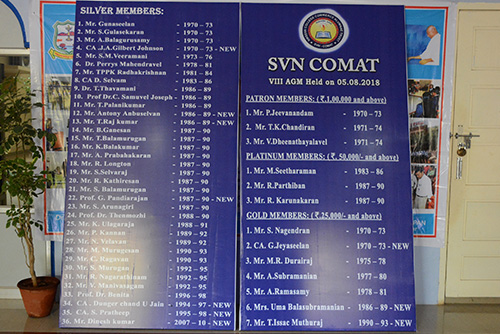 SILVER MEMBERS:
1. Mr. Gunaseelan - 1970 – 73
2. Mr. S.Gulasekaran - 1970 – 73
3. Mr. A.Balagurusamy - 1970 – 73
4. CA J.A.Gilbert Johnson - 1970 – 73 - NEW
5. Mr. S.M.Veeramani - 1973 – 76
6. Dr. Perrys Mahendravel - 1978 – 81
7. Mr. TPPK Radhakrishnan - 1981 – 84
8. CA D. Selvam - 1983 – 86
9. Dr. T.Thavamani - 1986 – 89
10. Prof Dr.C.Samuvel Joseph - 1986 – 89
11. Mr. T.Palanikumar - 1986 – 89
12. Mr. Antony Anbuselvan - 1986 – 89 - NEW
13. Mr. T.Raj kumar - 1986 – 89 - NEW
14. Mr. B.Ganesan - 1987 – 90
15. Mr. T.Balamurugan - 1987 – 90
16. Mr. K.Balakumar - 1987 – 90
17. Mr. A. Prabahakaran - 1987 – 90
18. Mr. R. Longton - 1987 – 90
19. Mr. S.Selvaraj - 1987 – 90
20. Mr. R. Kathiresan - 1987 – 90
21. Mr. S. Balamurugan - 1987 – 90
22. Prof. G. Pandiarajan - 1987 – 90 - NEW
23. Mr. S. Arunagiri - 1987 – 90
24. Prof. Dr. Thenmozhi - 1988 – 90
25. Mr. K. Ulagaraja - 1988 – 91
26. Mr. P. Kannan - 1989 – 92
27. Mr. N. Velavan - 1989 – 92
28. Mr. M. Murugesan - 1990 – 93
29. Mr. C. Ragavan - 1990 – 93
30. Mr. S. Murugan - 1992 – 95
31. Mr. R. Nagarathinam - 1992 – 95
32. Mr. V. Manivasagam - 1992 – 95
33. Prof. Dr. Benita - 1996 – 98
34. CA . Dauger chand U Jain - 1994 – 97 - NEW
35. CA. S. Pratheep - 1995 – 98 - NEW
36. Mr. Dinesh kumar - 2007 – 10 - NEW
SVN COMAT
VIII AGM Held on 05.08.2018
PATRON MEMBERS: (₹.1,00,000 and above)
1. Mr. P.Jeevanandam - 1970 – 73
2. Mr. T.K.Chandiran - 1971 – 74
3. Mr. V.Dheenathayalavel - 1971 – 74
PLATINUM MEMBERS: (₹. 50,000/- and above)
1. Mr. M.Seetharaman - 1983 – 86
2. Mr. R.Parthiban - 1987 – 90
3. Mr. R. Karunakaran - 1987 – 90
GOLD MEMBERS: (₹.25,000/- and above)
1. Mr. S. Nagendran - 1970 – 73
2. CA. G.Jeyaseelan - 1970 – 73 - NEW
3. Mr. M.R. Durairaj - 1975 – 78
4. Mr. A.Subramanian - 1977 – 80
5. Mr. A.Ramasamy - 1978 – 81
6. Mrs. Uma Balasubramanian - 1986 – 89 - NEW
7. Mr. T.Issac Muthuraj - 1990 – 93 - NEW